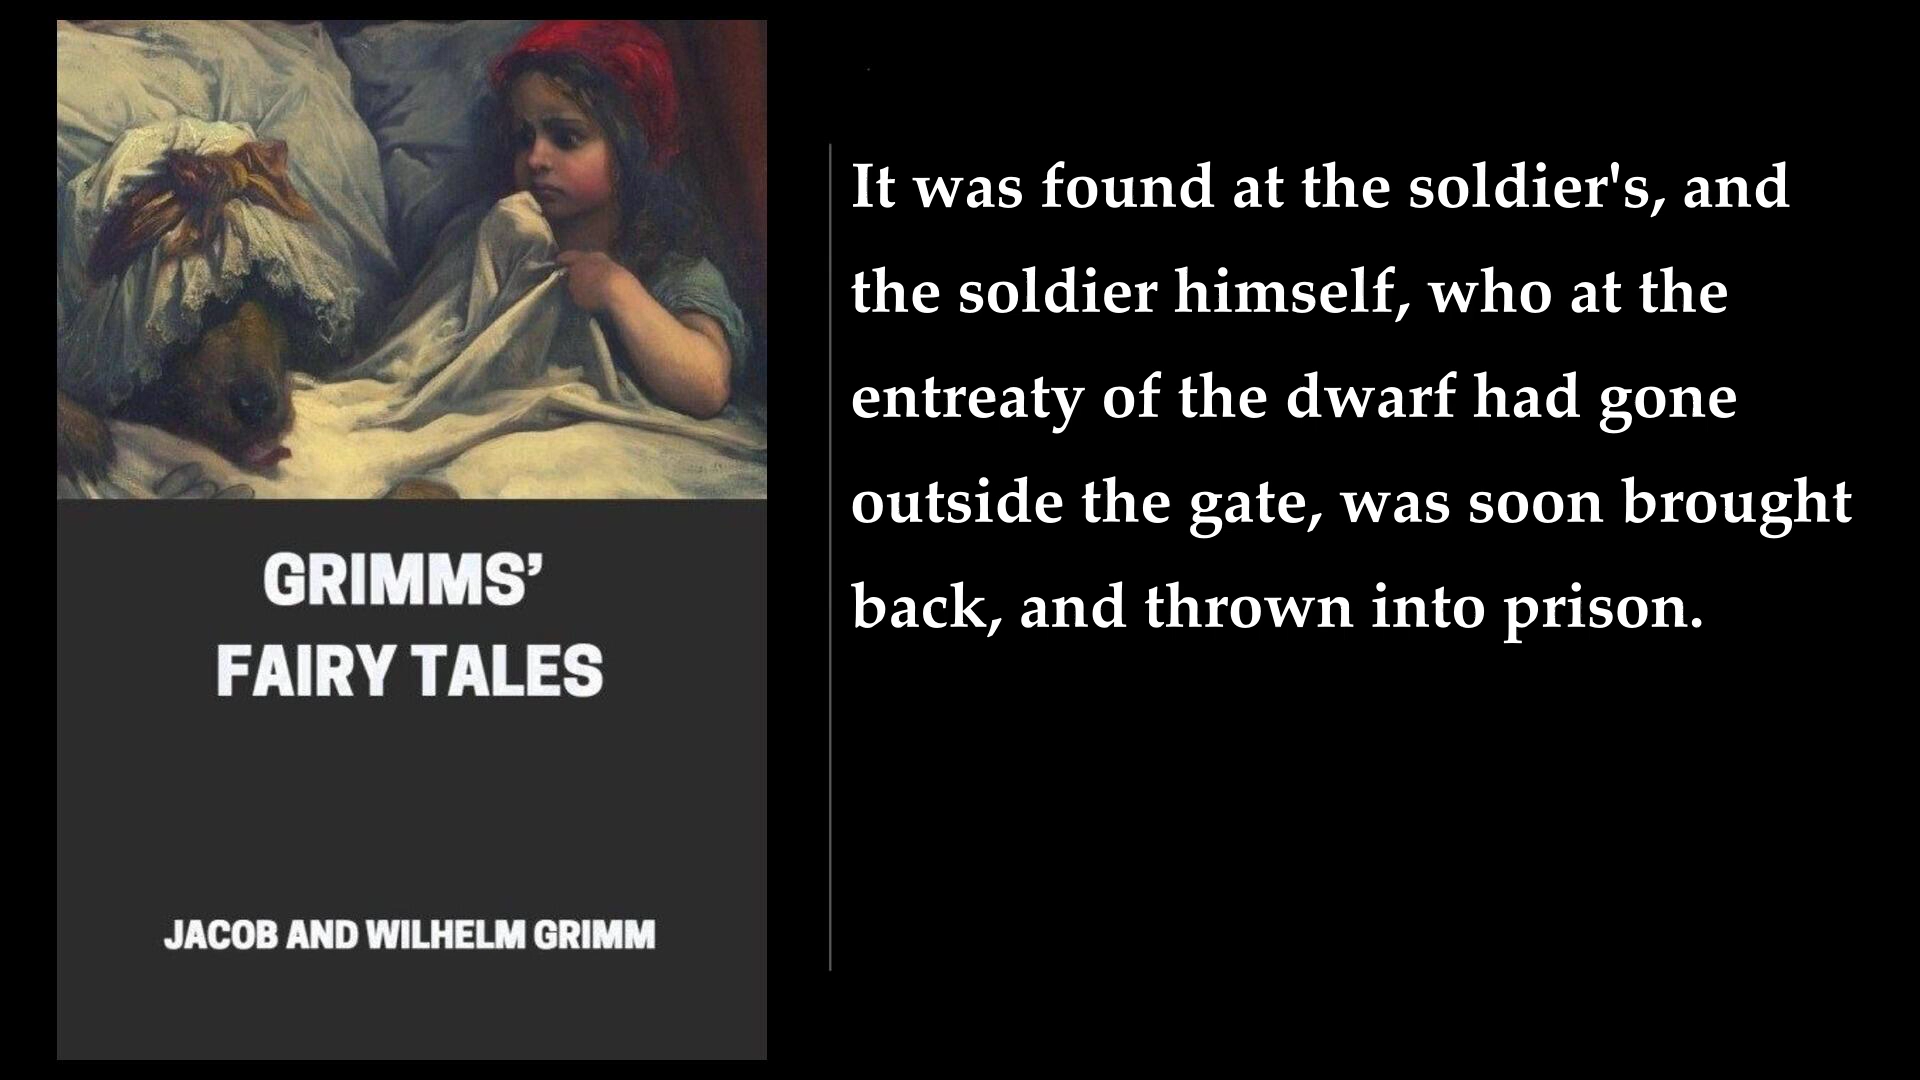 GRIMMS’
FAIRY TALES
JACOB AND WILHELM GRIMM
It was found at the soldier's, and
the soldier himself, who at the
entreaty of the dwarf had gone
outside the gate, was soon brought
back, and thrown into prison.